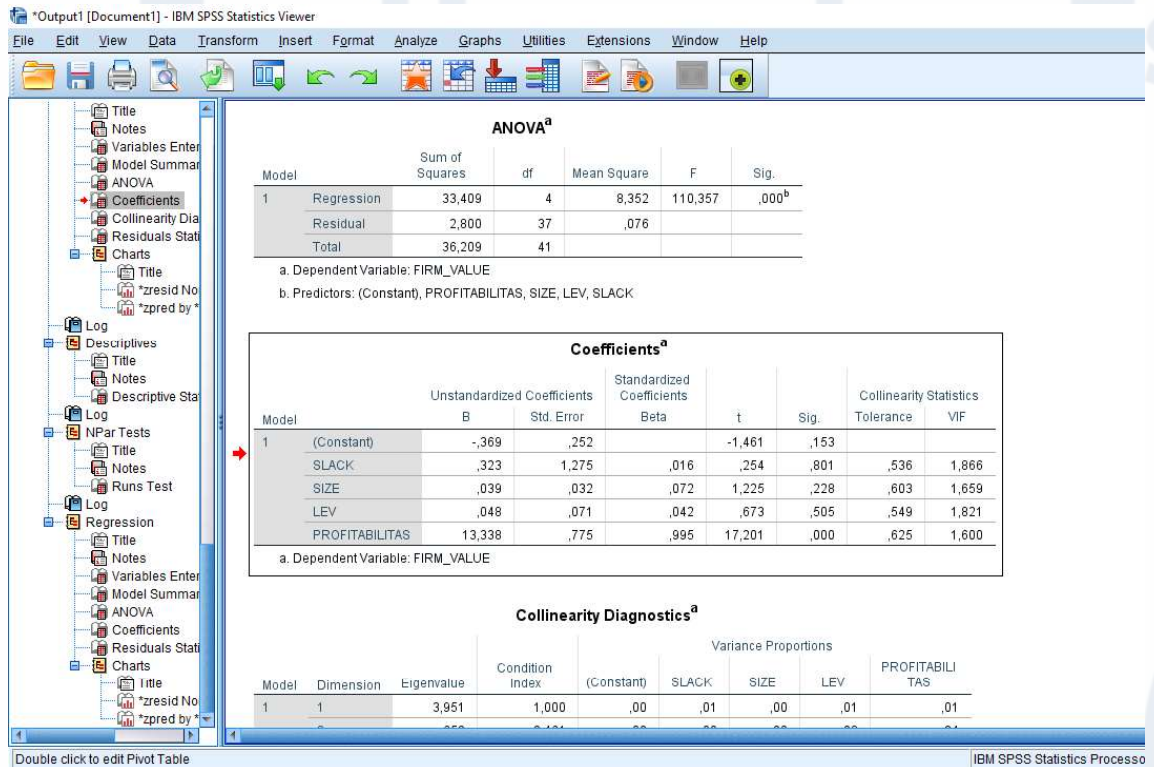 *Output1 [Document1] - IBM SPSS Statistics Viewer
File Edit View Data Transform Insert Format Analyze Graphs Utilities Extensions Window Help
Title
Notes
Variables Enter
Model Summar
ANOVA
Coefficients
Collinearity Dia
Residuals Stati
Charts
Title
*zresid No
*zpred by *
Log
Descriptives
Title
Notes
Descriptive Sta
Log
NPar Tests
Title
Notes
Runs Test
Log
Regression
Title
Notes
Variables Enter
Model Summar
ANOVA
Coefficients
Residuals Stati
Charts
Title
*zresid No
*zpred by *
ANOVAa
Model Sum of Squares df Mean Square F Sig.
1 Regression 33,409 4 8,352 110,357 ,000b
Residual 2,800 37 ,076
Total 36,209 41
a. Dependent Variable: FIRM_VALUE
b. Predictors: (Constant), PROFITABILITAS, SIZE, LEV, SLACK
Coefficientsa
Unstandardized Coefficients Standardized Coefficients Collinearity Statistics
Model B Std. Error Beta t Sig. Tolerance VIF
1 (Constant) -,369 ,252 -1,461 ,153
SLACK ,323 1,275 ,016 ,254 ,801 ,536 1,866
SIZE ,039 ,032 ,072 1,225 ,228 ,603 1,659
LEV ,048 ,071 ,042 ,673 ,505 ,549 1,821
PROFITABILITAS 13,338 ,775 ,995 17,201 ,000 ,625 1,600
a. Dependent Variable: FIRM_VALUE
Collinearity Diagnosticsa
Variance Proportions
Model Dimension Eigenvalue Condition Index (Constant) SLACK SIZE LEV PROFITABILI TAS
1 1 3,951 1,000 ,00 ,01 ,00 ,01 ,01
Double click to edit Pivot Table
IBM SPSS Statistics Processo